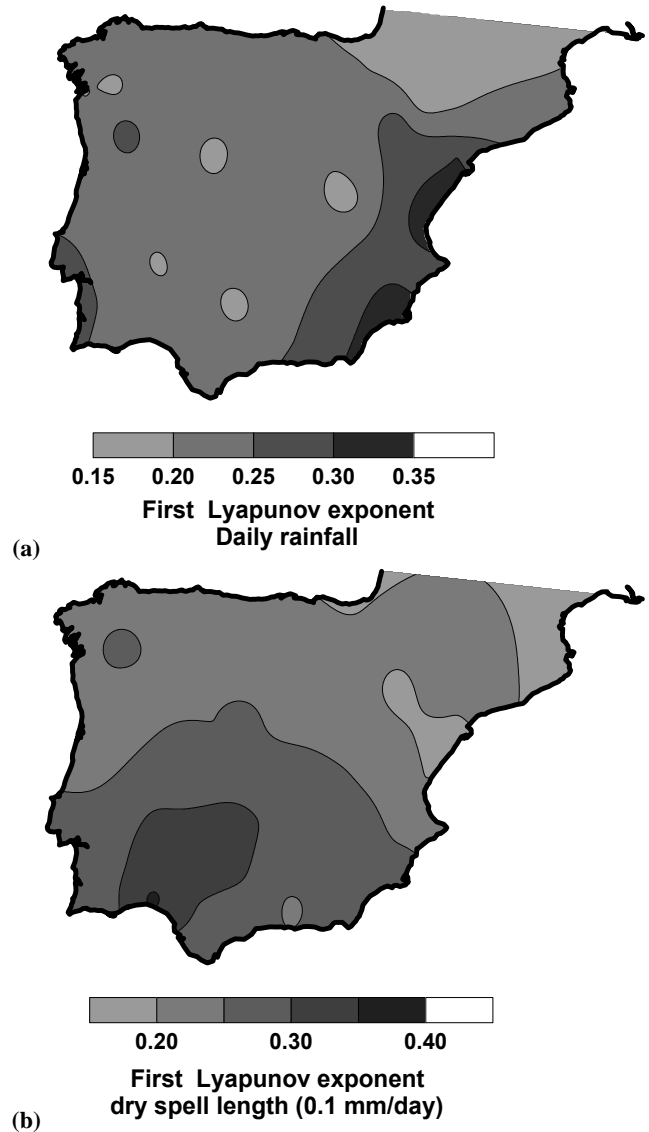 0.15 0.20 0.25 0.30 0.35
First Lyapunov exponent
Daily rainfall
(a)
0.20 0.30 0.40
First Lyapunov exponent
dry spell length (0.1 mm/day)
(b)